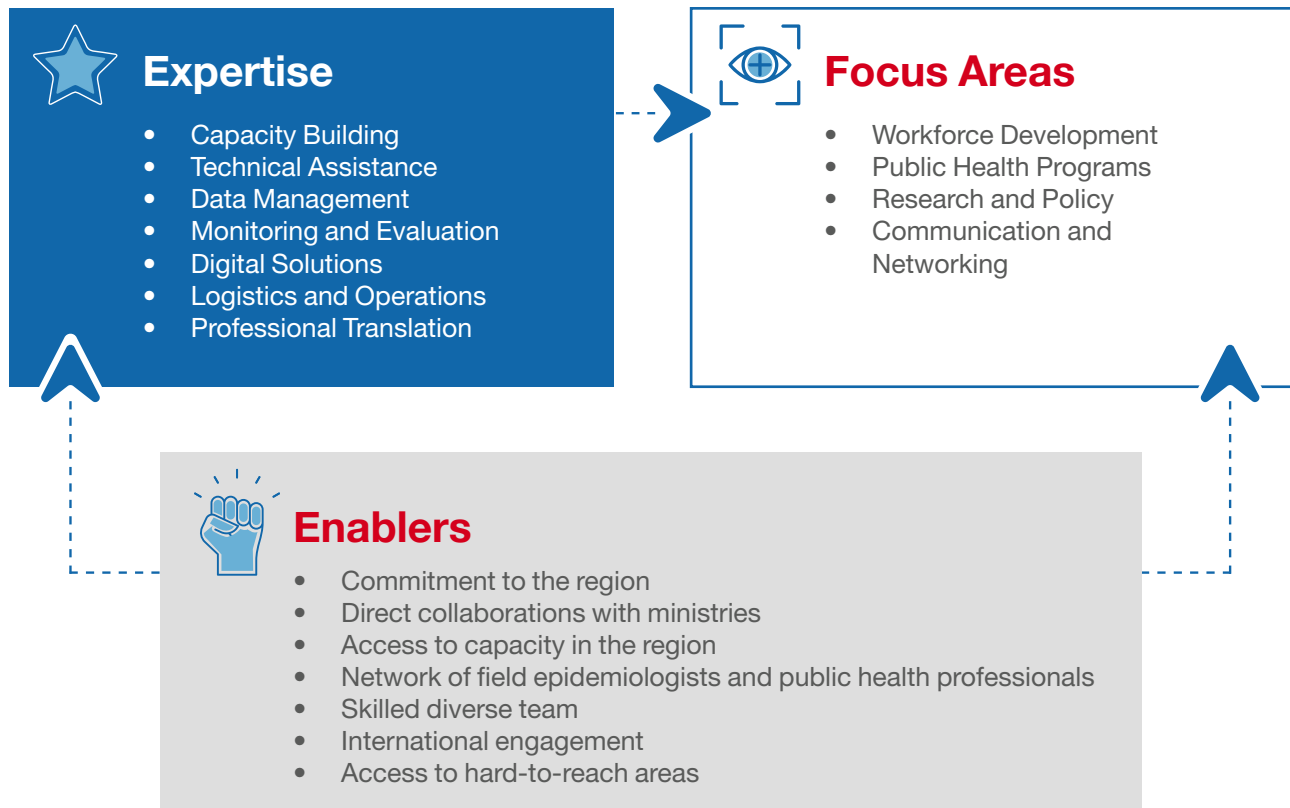 Expertise
• Capacity Building
• Technical Assistance
• Data Management
• Monitoring and Evaluation
• Digital Solutions
• Logistics and Operations
• Professional Translation
Focus Areas
• Workforce Development
• Public Health Programs
• Research and Policy
• Communication and
Networking
Enablers
• Commitment to the region
• Direct collaborations with ministries
• Access to capacity in the region
• Network of field epidemiologists and public health professionals
• Skilled diverse team
• International engagement
• Access to hard-to-reach areas